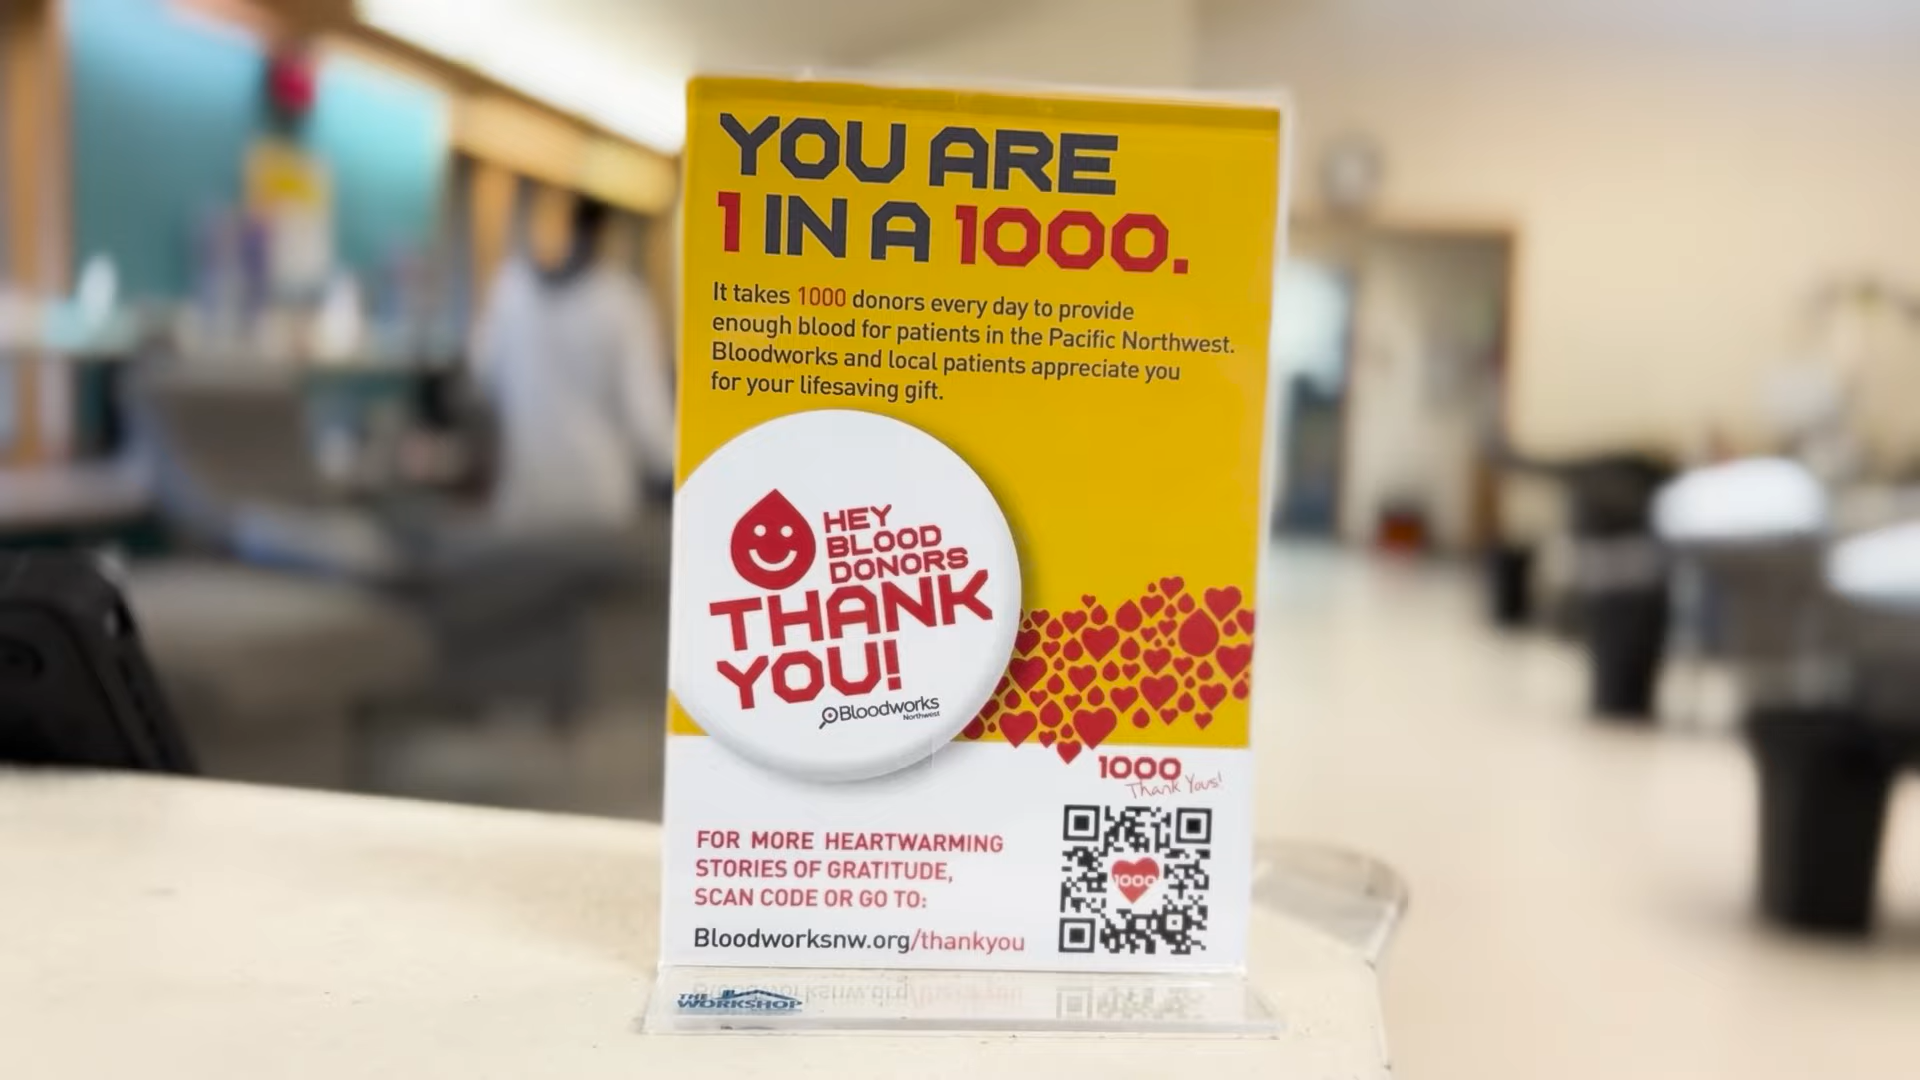 YOU ARE
1 IN A 1000.
It takes 1000 donors every day to provide
enough blood for patients in the Pacific Northwest.
Bloodworks and local patients appreciate you
for your lifesaving gift.
HEY
BLOOD
DONORS
THANK
YOU!
Bloodworks
Northwest
1000
Thank Yous!
FOR MORE HEARTWARMING
STORIES OF GRATITUDE,
SCAN CODE OR GO TO:
Bloodworksnw.org/thankyou
1000
THE
WORKSHOP